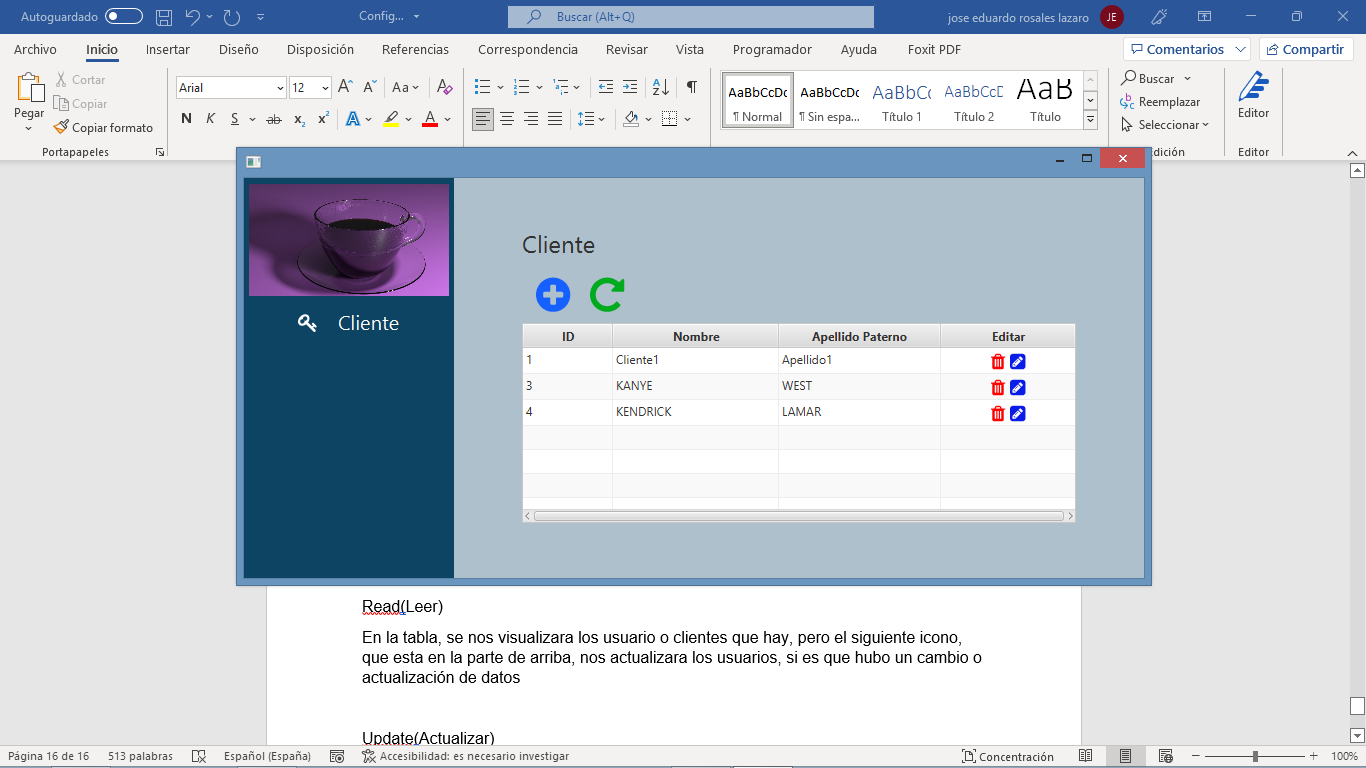 Autoguardado
Config...
Buscar (Alt+Q)
jose eduardo rosales lazaro
JE
Archivo Inicio Insertar Diseño Disposición Referencias Correspondencia Revisar Vista Programador Ayuda Foxit PDF
Comentarios Compartir
Pegar
Cortar
Copiar
Copiar formato
Portapapeles
Arial 12
Aa
N K S ab x₂ x² A A
AaBbCcDc AaBbCcDc AaBbCc AaBbCcD AaB
¶ Normal ¶ Sin espa... Título 1 Título 2 Título
Buscar
Reemplazar
Seleccionar
dición
Editor
Editor
Cliente
Cliente
ID Nombre Apellido Paterno Editar
1 Cliente1 Apellido1
3 KANYE WEST
4 KENDRICK LAMAR
Read(Leer)
En la tabla, se nos visualizara los usuario o clientes que hay, pero el siguiente icono,
que esta en la parte de arriba, nos actualizara los usuarios, si es que hubo un cambio o
actualización de datos
Update(Actualizar)
Página 16 de 16 513 palabras Español (España) Accesibilidad: es necesario investigar Concentración 100%